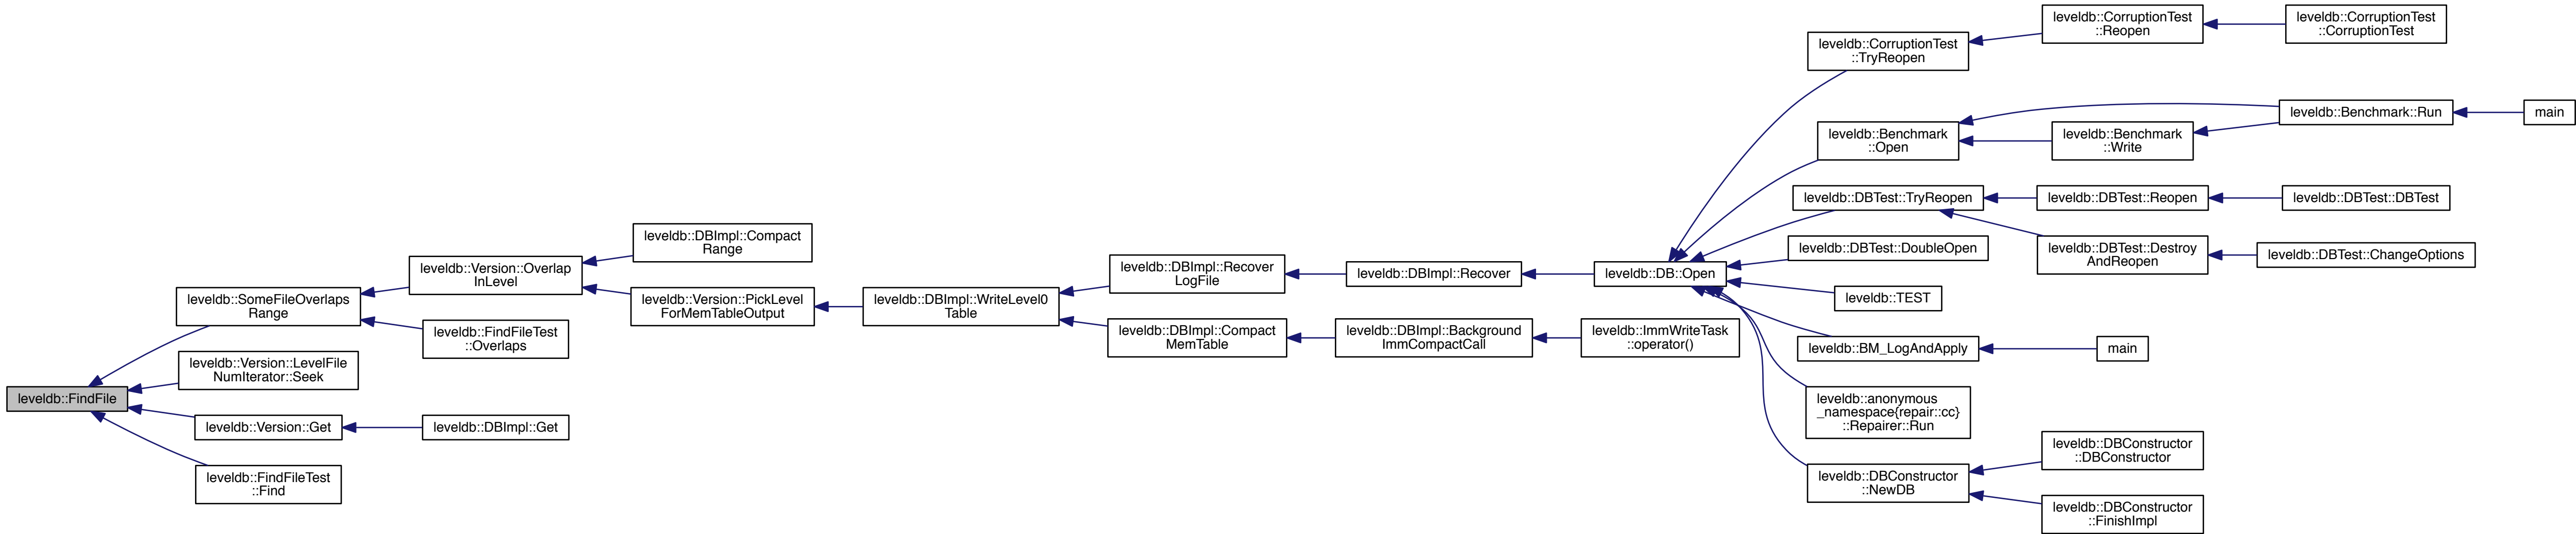 leveldb::FindFile
leveldb::SomeFileOverlaps
Range
leveldb::Version::LevelFile
NumIterator::Seek
leveldb::Version::Get
leveldb::FindFileTest
::Find
leveldb::Version::Overlap
InLevel
leveldb::FindFileTest
::Overlaps
leveldb::DBImpl::Get
leveldb::DBImpl::Compact
Range
leveldb::Version::PickLevel
ForMemTableOutput
leveldb::DBImpl::WriteLevel0
Table
leveldb::DBImpl::Recover
LogFile
leveldb::DBImpl::Compact
MemTable
leveldb::DBImpl::Recover
leveldb::DBImpl::Background
ImmCompactCall
leveldb::DB::Open
leveldb::ImmWriteTask
::operator()
leveldb::CorruptionTest
::TryReopen
leveldb::Benchmark
::Open
leveldb::DBTest::TryReopen
leveldb::DBTest::DoubleOpen
leveldb::TEST
leveldb::BM_LogAndApply
leveldb::anonymous
_namespace{repair::cc}
::Repairer::Run
leveldb::DBConstructor
::NewDB
leveldb::CorruptionTest
::Reopen
leveldb::Benchmark
::Write
leveldb::DBTest::Reopen
leveldb::DBTest::Destroy
AndReopen
main
leveldb::DBConstructor
::DBConstructor
leveldb::DBConstructor
::FinishImpl
leveldb::CorruptionTest
::CorruptionTest
leveldb::Benchmark::Run
leveldb::DBTest::DBTest
leveldb::DBTest::ChangeOptions
main